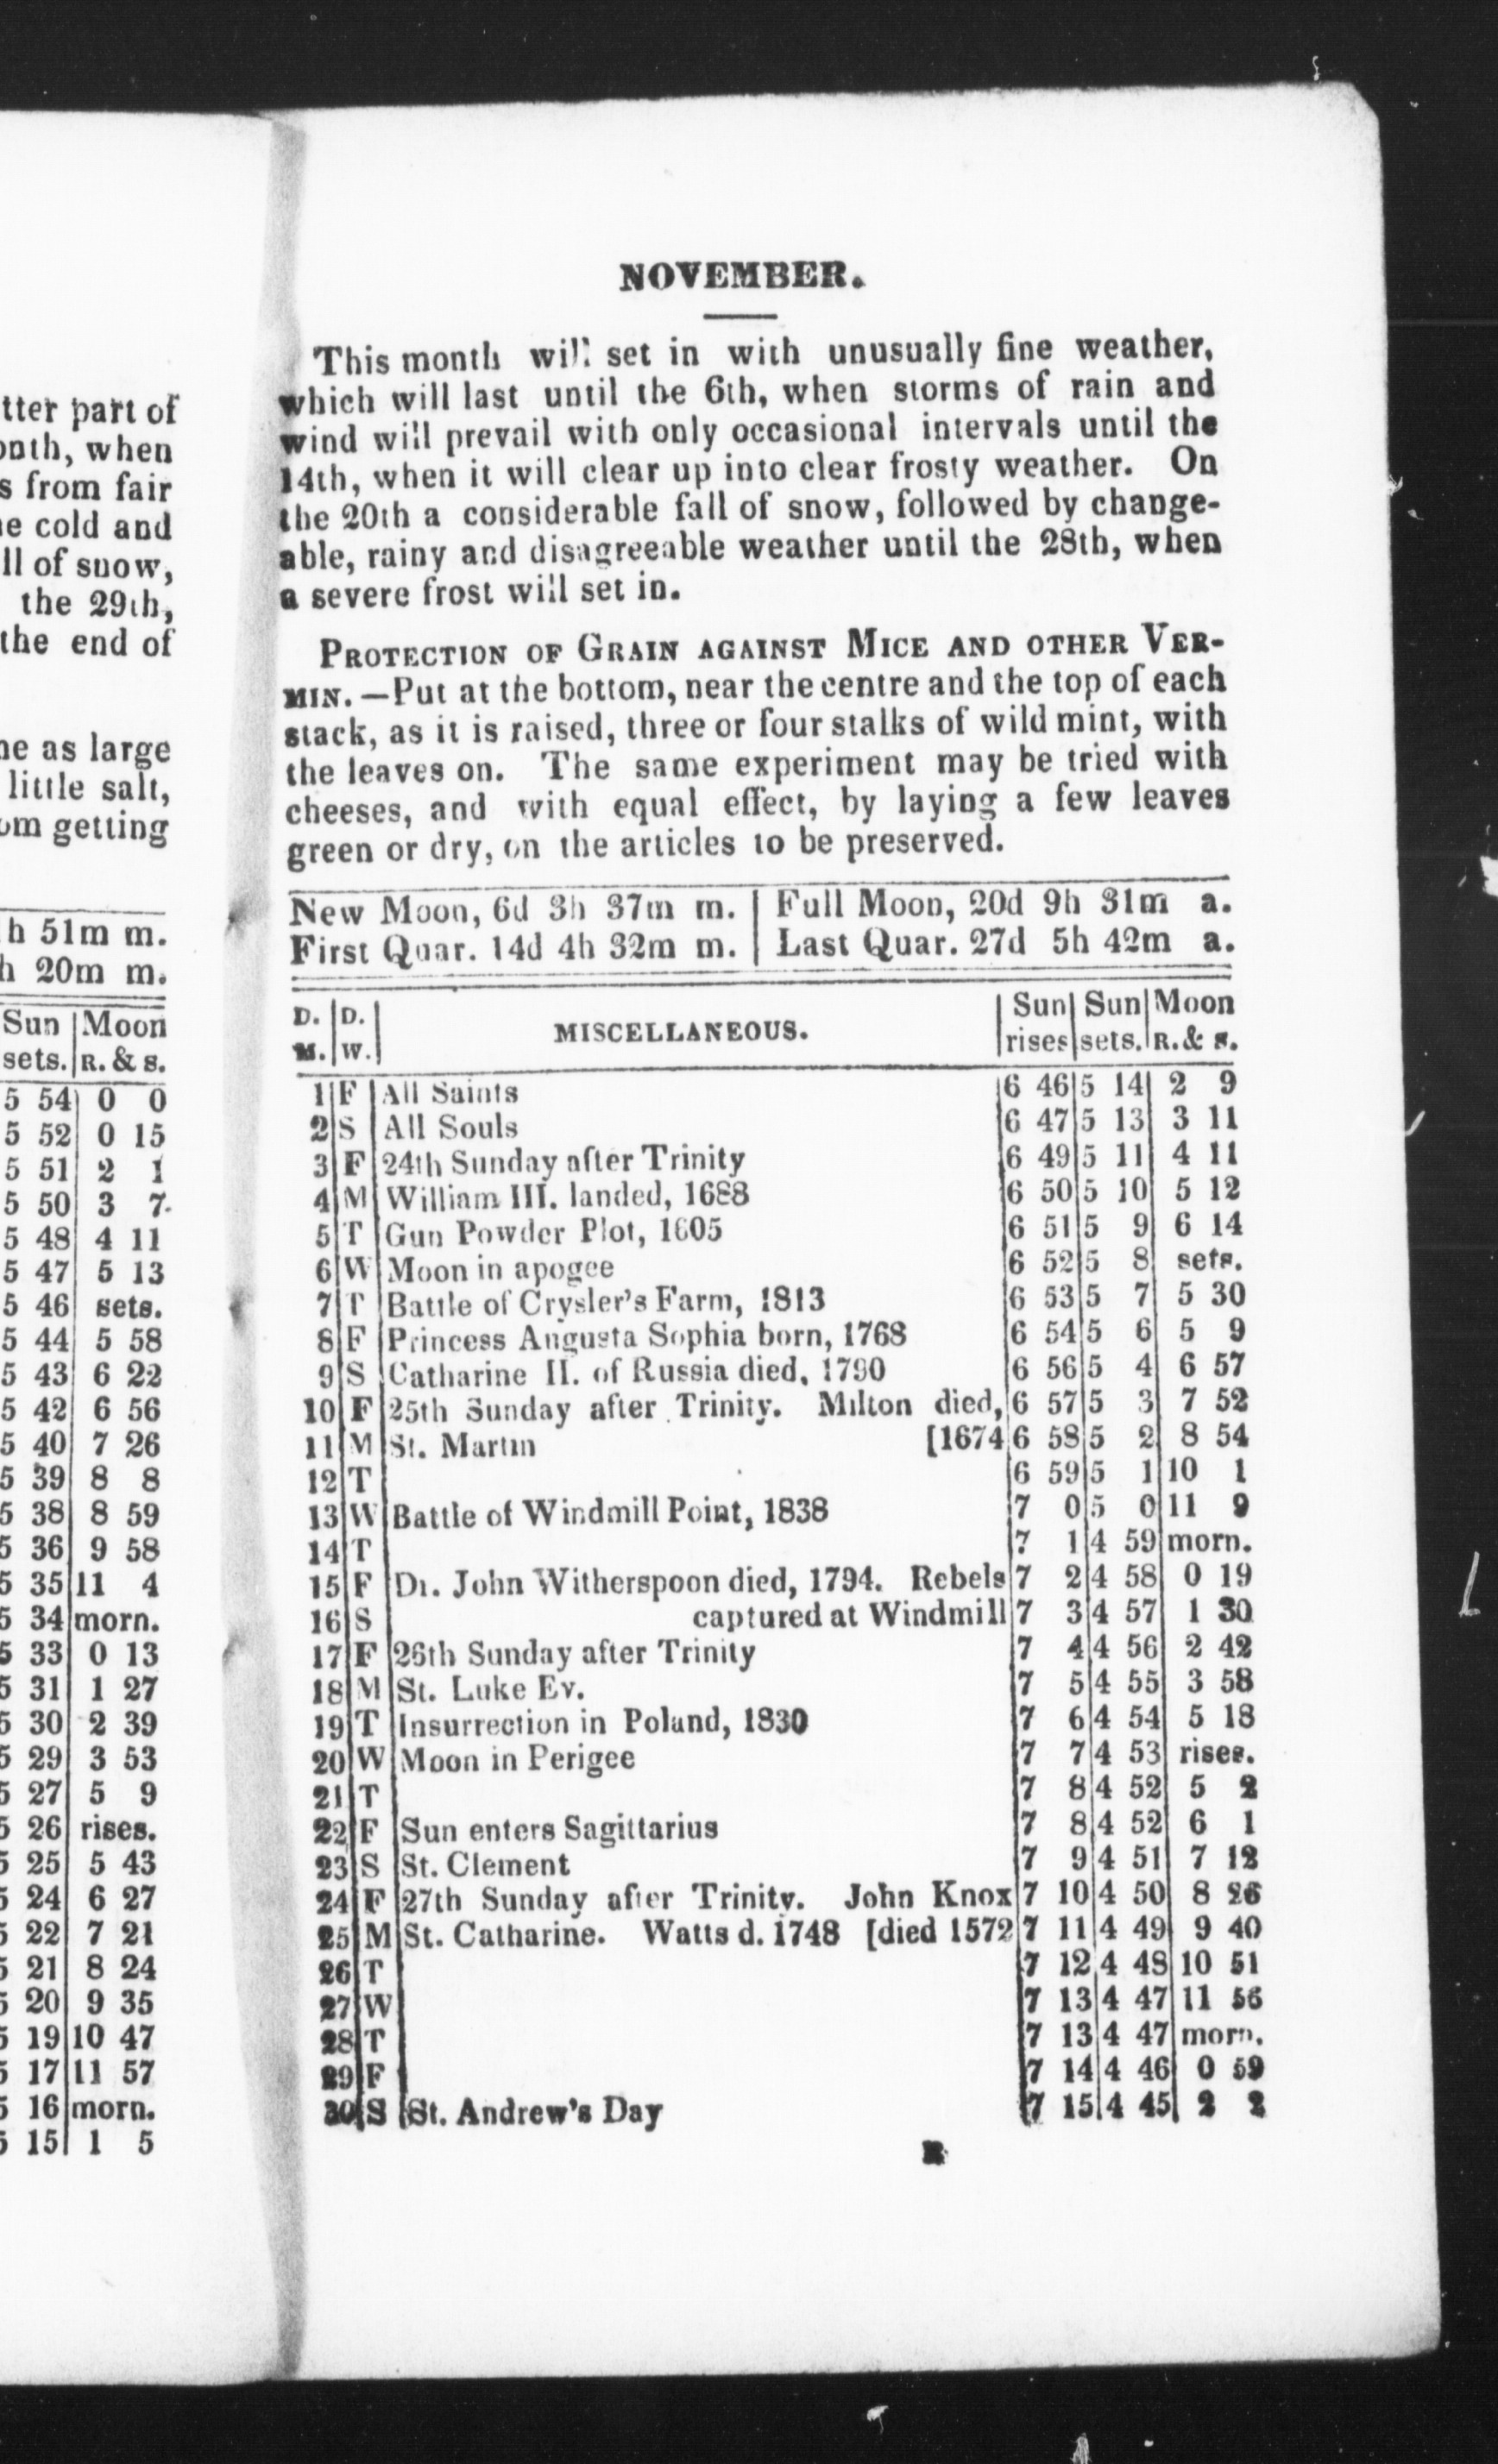 tter part of
onth, when
s from fair
e cold and
ll of snow,
the 29th,
the end of
ne as large
little salt,
om getting
h 51m m.
h 20m m.
Sun | Moon
sets. | R. & s.
5 54 0 0
5 52 0 15
5 51 2 1
5 50 3 7
5 48 4 11
5 47 5 13
5 46 sets.
5 44 5 58
5 43 6 22
5 42 6 56
5 40 7 26
5 39 8 8
5 38 8 59
5 36 9 58
5 35 11 4
5 34 morn.
5 33 0 13
5 31 1 27
5 30 2 39
5 29 3 53
5 27 5 9
5 26 rises.
5 25 5 43
5 24 6 27
5 22 7 21
5 21 8 24
5 20 9 35
5 19 10 47
5 17 11 57
5 16 morn.
5 15 1 5
NOVEMBER.
This month will set in with unusually fine weather,
which will last until the 6th, when storms of rain and
wind will prevail with only occasional intervals until the
14th, when it will clear up into clear frosty weather. On
the 20th a considerable fall of snow, followed by change-
able, rainy and disagreeable weather until the 28th, when
a severe frost will set in.
PROTECTION OF GRAIN AGAINST MICE AND OTHER VER-
MIN.—Put at the bottom, near the centre and the top of each
stack, as it is raised, three or four stalks of wild mint, with
the leaves on. The same experiment may be tried with
cheeses, and with equal effect, by laying a few leaves
green or dry, on the articles to be preserved.
New Moon, 6d 3h 37m m. | Full Moon, 20d 9h 31m a.
First Quar. 14d 4h 32m m. | Last Quar. 27d 5h 42m a.
D. | D. | Sun | Sun | Moon
M. | W. | MISCELLANEOUS. | rises | sets. | R. & s.
1 F All Saints 6 46 5 14 2 9
2 S All Souls 6 47 5 13 3 11
3 F 24th Sunday after Trinity 6 49 5 11 4 11
4 M William III. landed, 1688 6 50 5 10 5 12
5 T Gun Powder Plot, 1605 6 51 5 9 6 14
6 W Moon in apogee 6 52 5 8 sets.
7 T Battle of Crysler's Farm, 1813 6 53 5 7 5 30
8 F Princess Augusta Sophia born, 1768 6 54 5 6 5 9
9 S Catharine II. of Russia died, 1790 6 56 5 4 6 57
10 F 25th Sunday after Trinity. Milton died, 6 57 5 3 7 52
11 M St. Martin [1674 6 58 5 2 8 54
12 T 6 59 5 1 10 1
13 W Battle of Windmill Point, 1838 7 0 5 0 11 9
14 T 7 1 4 59 morn.
15 F Dr. John Witherspoon died, 1794. Rebels 7 2 4 58 0 19
16 S captured at Windmill 7 3 4 57 1 30
17 F 26th Sunday after Trinity 7 4 4 56 2 42
18 M St. Luke Ev. 7 5 4 55 3 58
19 T Insurrection in Poland, 1830 7 6 4 54 5 18
20 W Moon in Perigee 7 7 4 53 rises.
21 T 7 8 4 52 5 2
22 F Sun enters Sagittarius 7 8 4 52 6 1
23 S St. Clement 7 9 4 51 7 12
24 F 27th Sunday after Trinity. John Knox 7 10 4 50 8 26
25 M St. Catharine. Watts d. 1748 [died 1572 7 11 4 49 9 40
26 T 7 12 4 48 10 51
27 W 7 13 4 47 11 56
28 T 7 13 4 47 morn.
29 F 7 14 4 46 0 59
30 S St. Andrew's Day 7 15 4 45 2 2